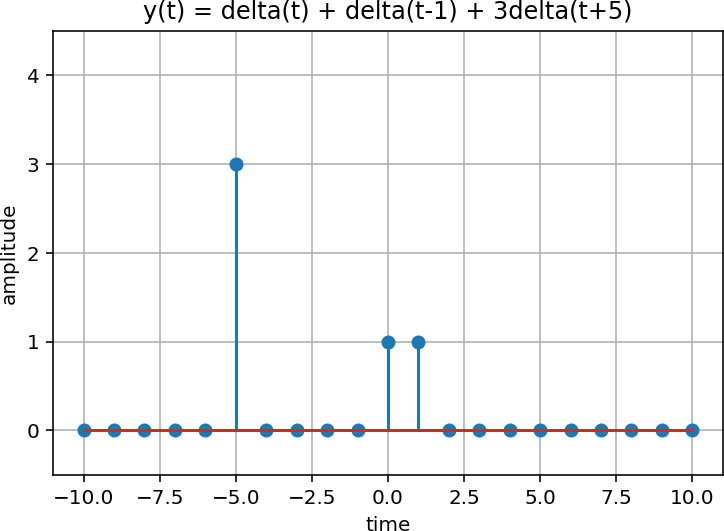 y(t) = delta(t) + delta(t-1) + 3delta(t+5)
amplitude
4
3
2
1
0
−10.0 −7.5 −5.0 −2.5 0.0 2.5 5.0 7.5 10.0
time